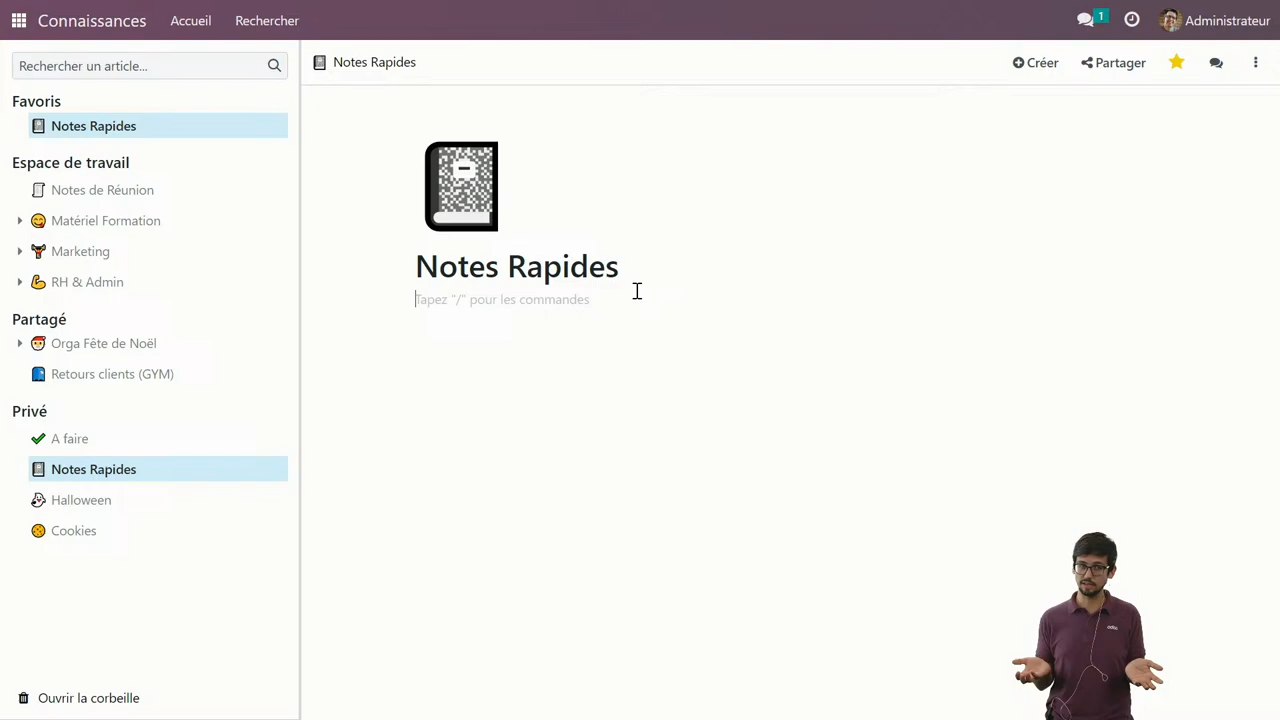 Connaissances Accueil Rechercher 1 Administrateur
Rechercher un article...
Notes Rapides Créer Partager
Favoris
Notes Rapides
Espace de travail
Notes de Réunion
Matériel Formation
Marketing
RH & Admin
Partagé
Orga Fête de Noël
Retours clients (GYM)
Privé
A faire
Notes Rapides
Halloween
Cookies
Ouvrir la corbeille
Notes Rapides
Tapez "/" pour les commandes
odoo